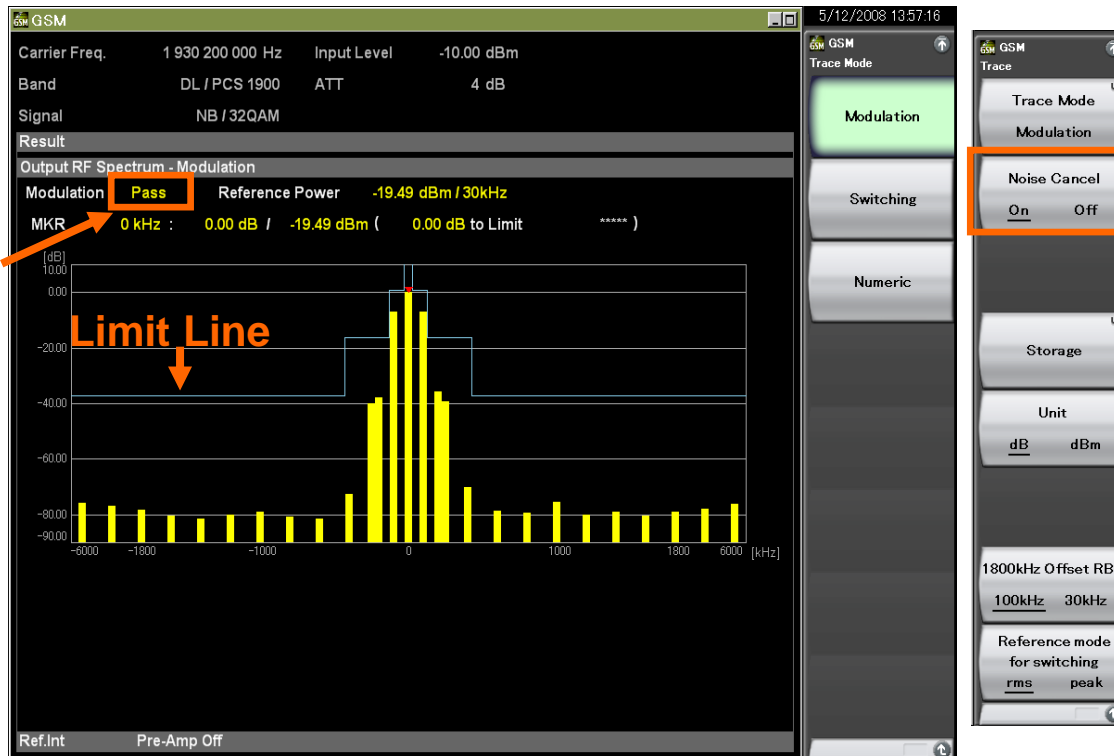 GSM
Carrier Freq. 1 930 200 000 Hz Input Level -10.00 dBm
Band DL / PCS 1900 ATT 4 dB
Signal NB / 32QAM
Result
Output RF Spectrum - Modulation
Modulation Pass Reference Power -19.49 dBm / 30kHz
MKR 0 kHz : 0.00 dB / -19.49 dBm ( 0.00 dB to Limit ***** )
[dB]
10.00
0.00
Limit Line
-20.00
-40.00
-60.00
-80.00
-90.00
-6000 -1800 -1000 0 1000 1800 6000 [kHz]
Ref.Int Pre-Amp Off
5/12/2008 13:57:16
GSM
Trace Mode
Modulation
Switching
Numeric
GSM
Trace
Trace Mode
Modulation
Noise Cancel
On Off
Storage
Unit
dB dBm
1800kHz Offset RB
100kHz 30kHz
Reference mode
for switching
rms peak